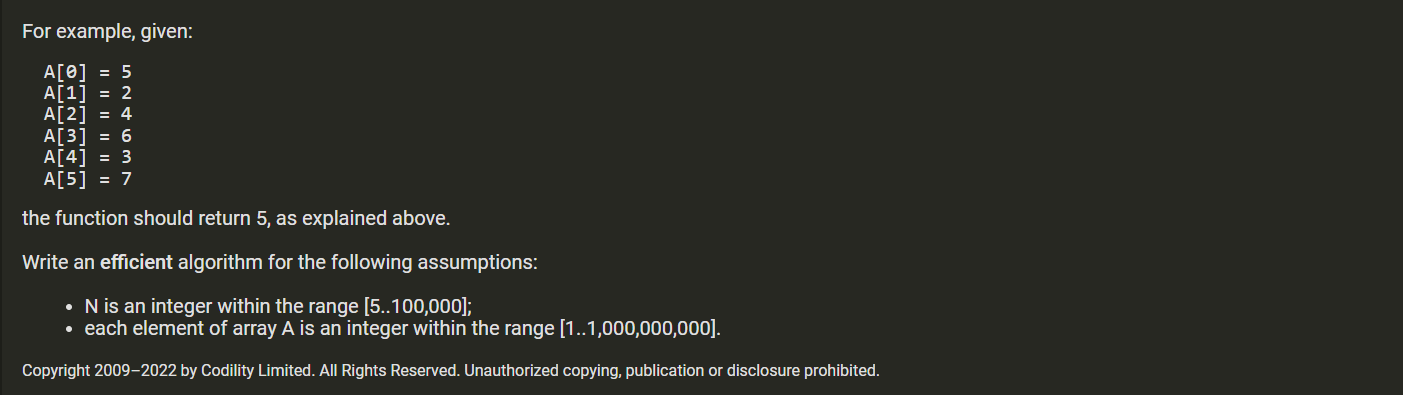 For example, given:
A[0] = 5
A[1] = 2
A[2] = 4
A[3] = 6
A[4] = 3
A[5] = 7
the function should return 5, as explained above.
Write an efficient algorithm for the following assumptions:
• N is an integer within the range [5..100,000];
• each element of array A is an integer within the range [1..1,000,000,000].
Copyright 2009–2022 by Codility Limited. All Rights Reserved. Unauthorized copying, publication or disclosure prohibited.